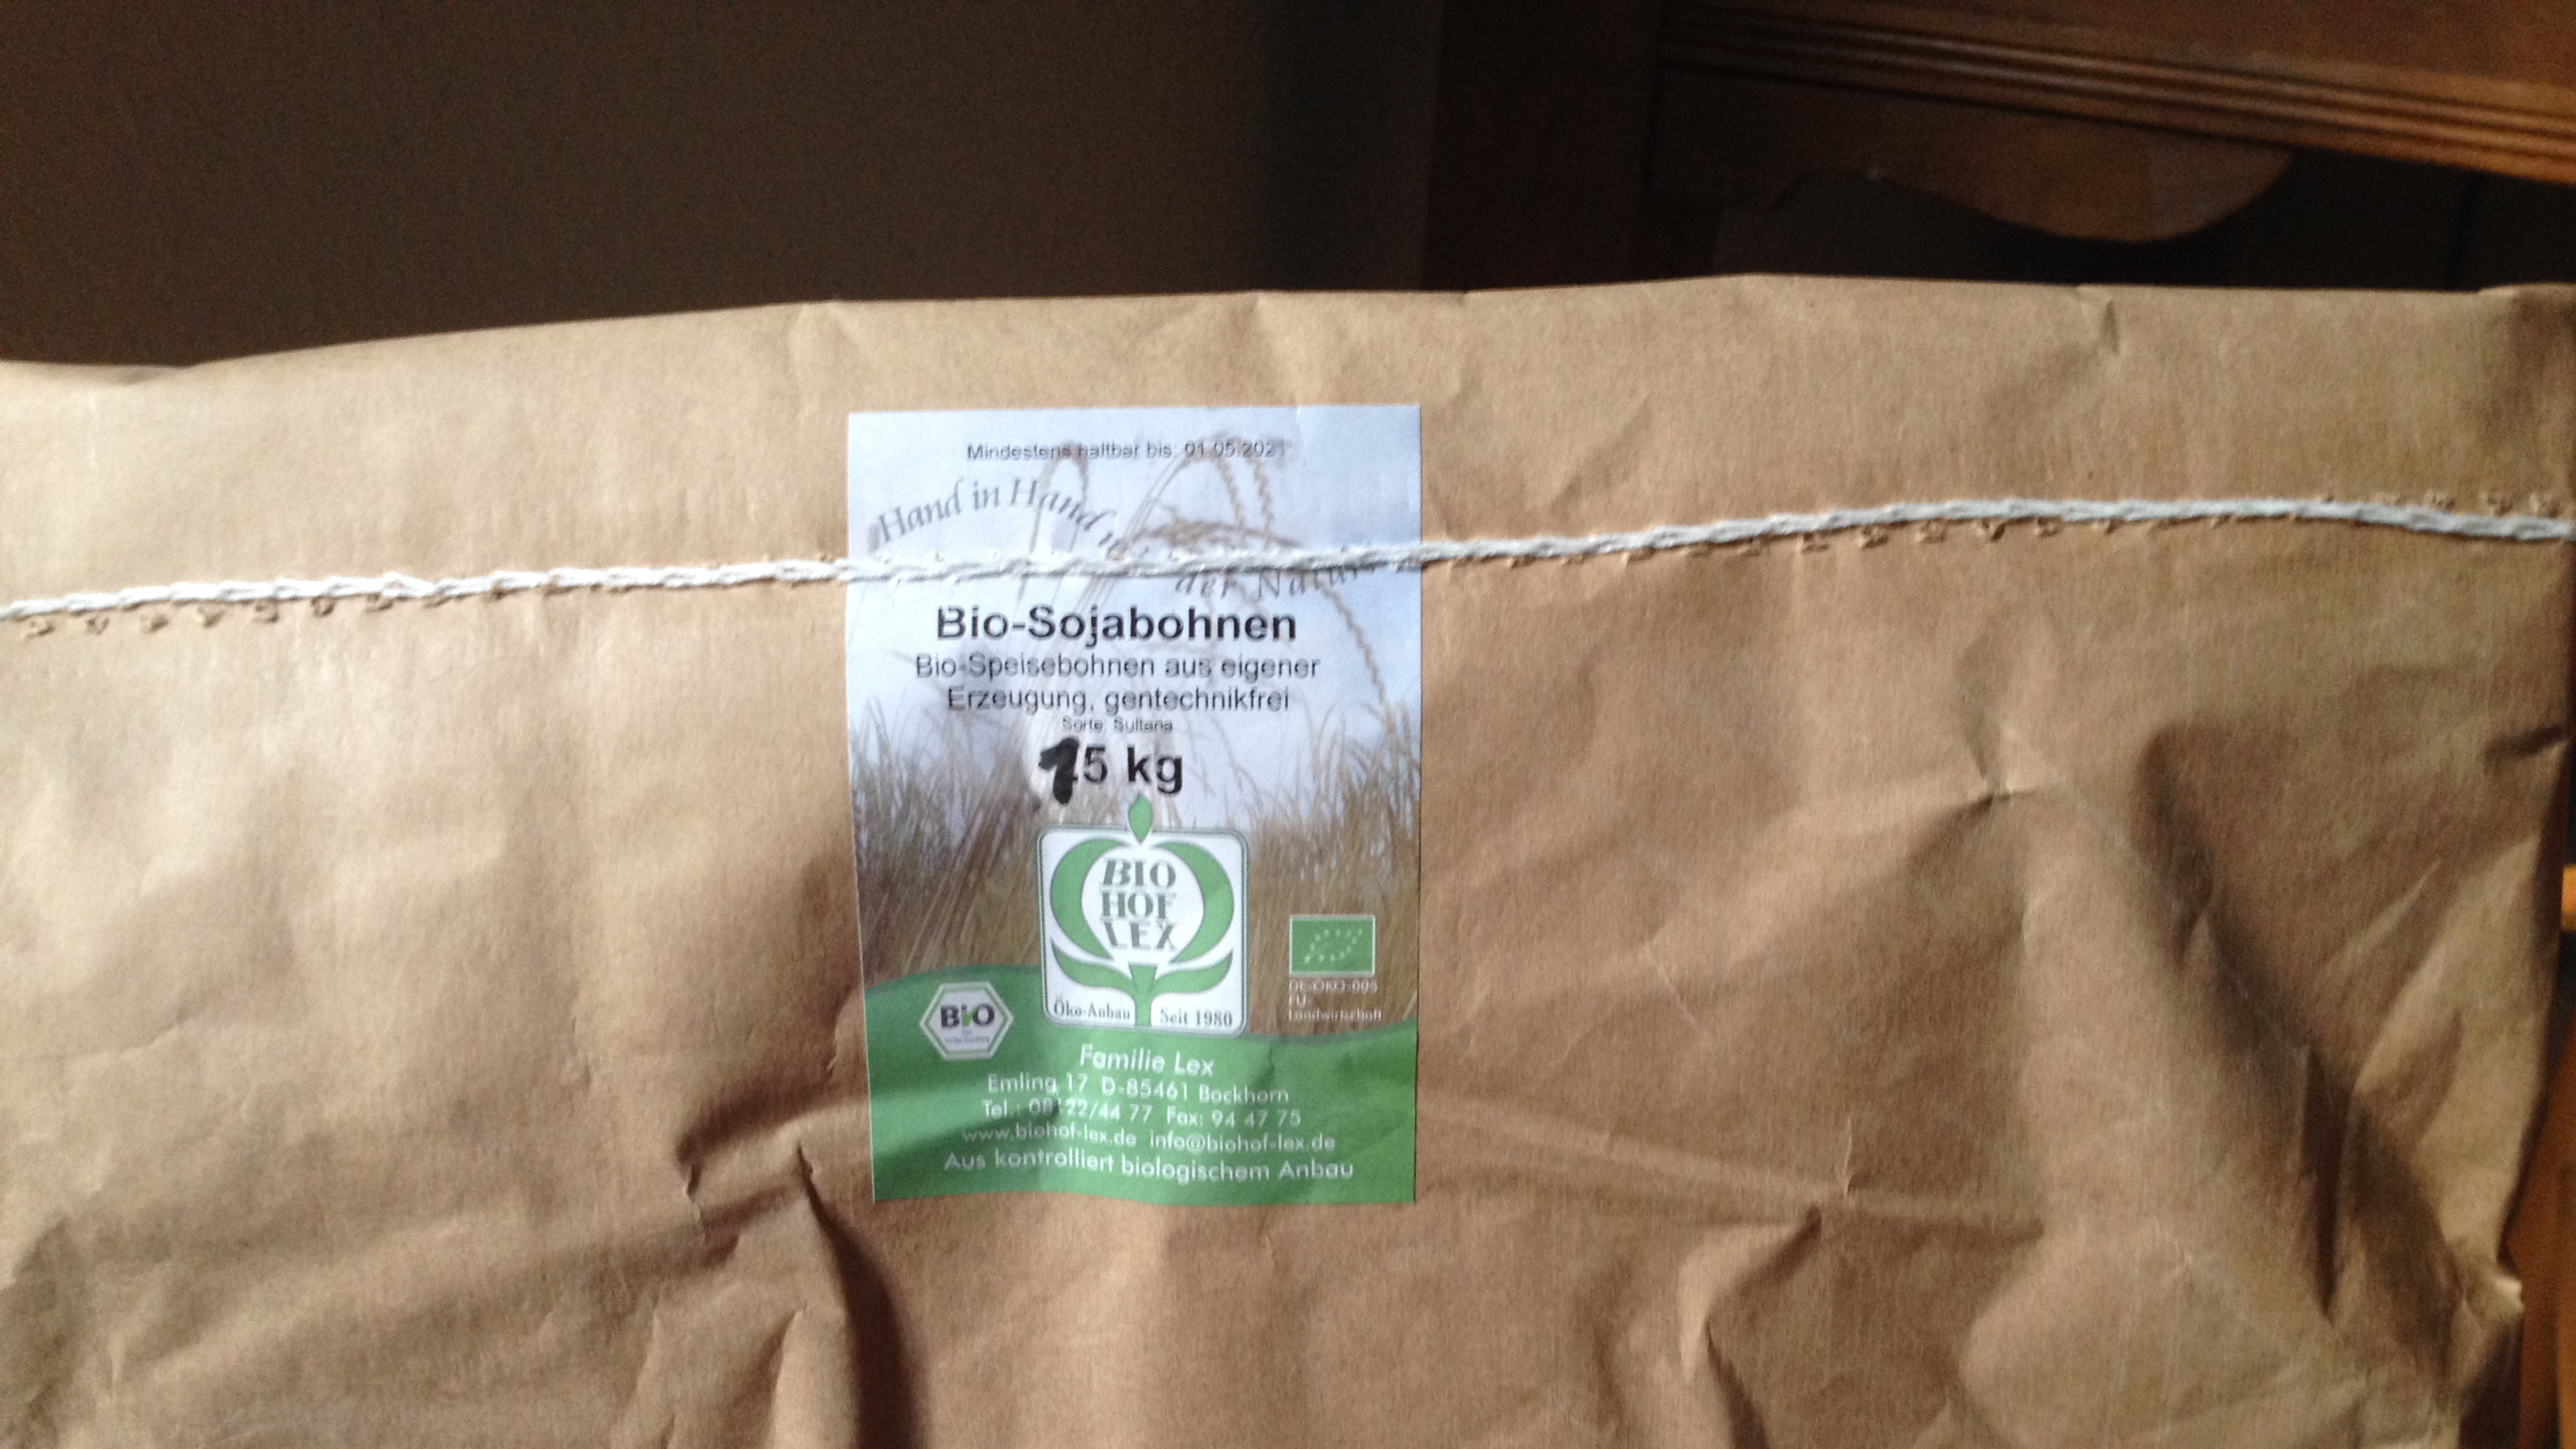 Mindestens haltbar bis: 01.05.2021
Hand in Hand
der Natur
Bio-Sojabohnen
Bio-Speisebohnen aus eigener
Erzeugung, gentechnikfrei
Sorte: Sultana
15 kg
BIO
HOF
LEX
Öko-Anbau Seit 1980
DE-ÖKO-005
EU-
Landwirtschaft
Bio
Familie Lex
Emling 17 D-85461 Bockhorn
Tel.: 08122/44 77 Fax: 94 47 75
www.biohof-lex.de info@biohof-lex.de
Aus kontrolliert biologischem Anbau